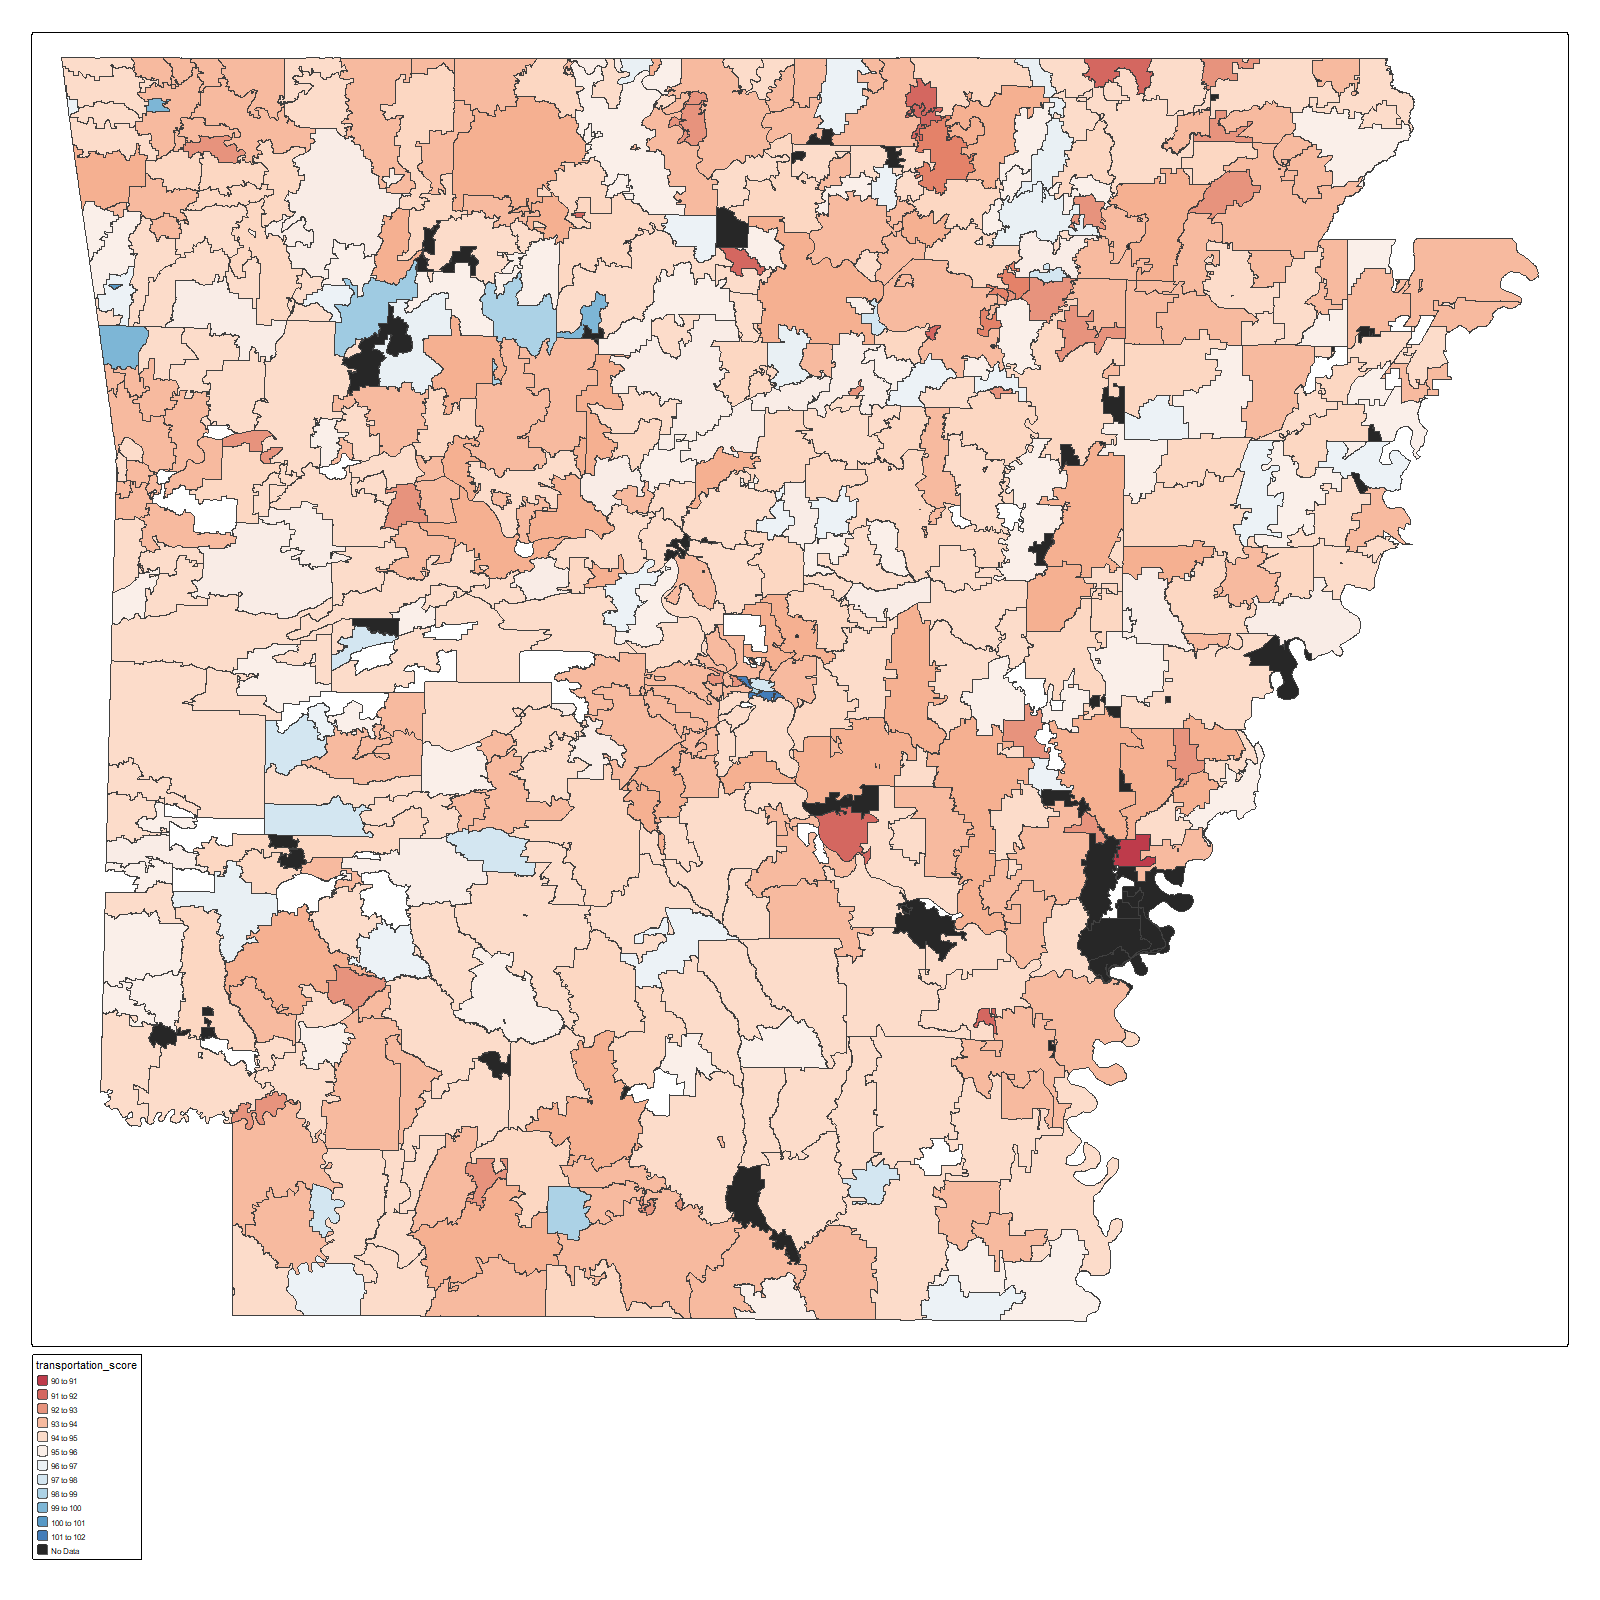 transportation_score
90 to 91
91 to 92
92 to 93
93 to 94
94 to 95
95 to 96
96 to 97
97 to 98
98 to 99
99 to 100
100 to 101
101 to 102
No Data